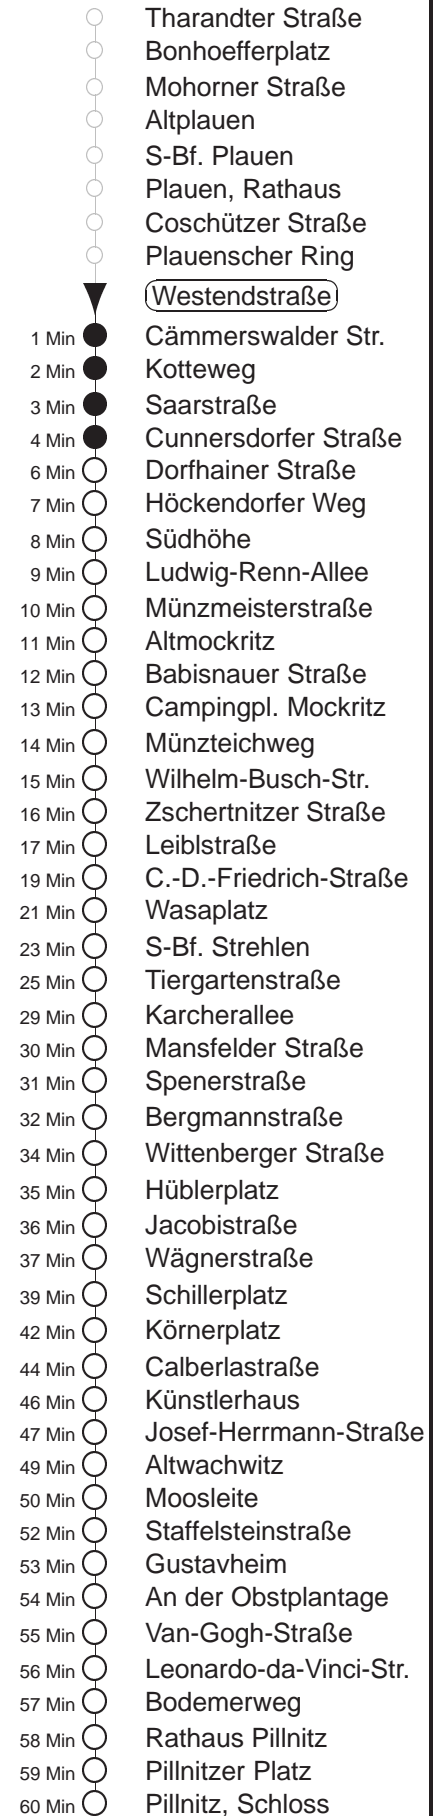 Tharandter Straße
Bonhoefferplatz
Mohorner Straße
Altplauen
S-Bf. Plauen
Plauen, Rathaus
Coschützer Straße
Plauenscher Ring
Westendstraße
1 Min Cämmerswalder Str.
2 Min Kotteweg
3 Min Saarstraße
4 Min Cunnersdorfer Straße
6 Min Dorfhainer Straße
7 Min Höckendorfer Weg
8 Min Südhöhe
9 Min Ludwig-Renn-Allee
10 Min Münzmeisterstraße
11 Min Altmockritz
12 Min Babisnauer Straße
13 Min Campingpl. Mockritz
14 Min Münzteichweg
15 Min Wilhelm-Busch-Str.
16 Min Zschertnitzer Straße
17 Min Leiblstraße
19 Min C.-D.-Friedrich-Straße
21 Min Wasaplatz
23 Min S-Bf. Strehlen
25 Min Tiergartenstraße
29 Min Karcherallee
30 Min Mansfelder Straße
31 Min Spenerstraße
32 Min Bergmannstraße
34 Min Wittenberger Straße
35 Min Hüblerplatz
36 Min Jacobistraße
37 Min Wägnerstraße
39 Min Schillerplatz
42 Min Körnerplatz
44 Min Calberlastraße
46 Min Künstlerhaus
47 Min Josef-Herrmann-Straße
49 Min Altwachwitz
50 Min Moosleite
52 Min Staffelsteinstraße
53 Min Gustavheim
54 Min An der Obstplantage
55 Min Van-Gogh-Straße
56 Min Leonardo-da-Vinci-Str.
57 Min Bodemerweg
58 Min Rathaus Pillnitz
59 Min Pillnitzer Platz
60 Min Pillnitz, Schloss